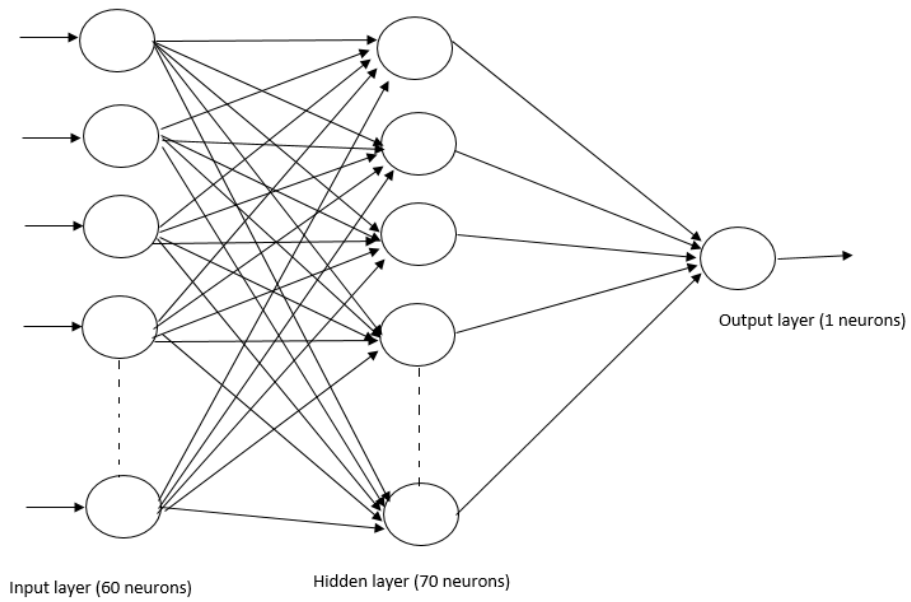 Output layer (1 neurons)
Input layer (60 neurons)
Hidden layer (70 neurons)